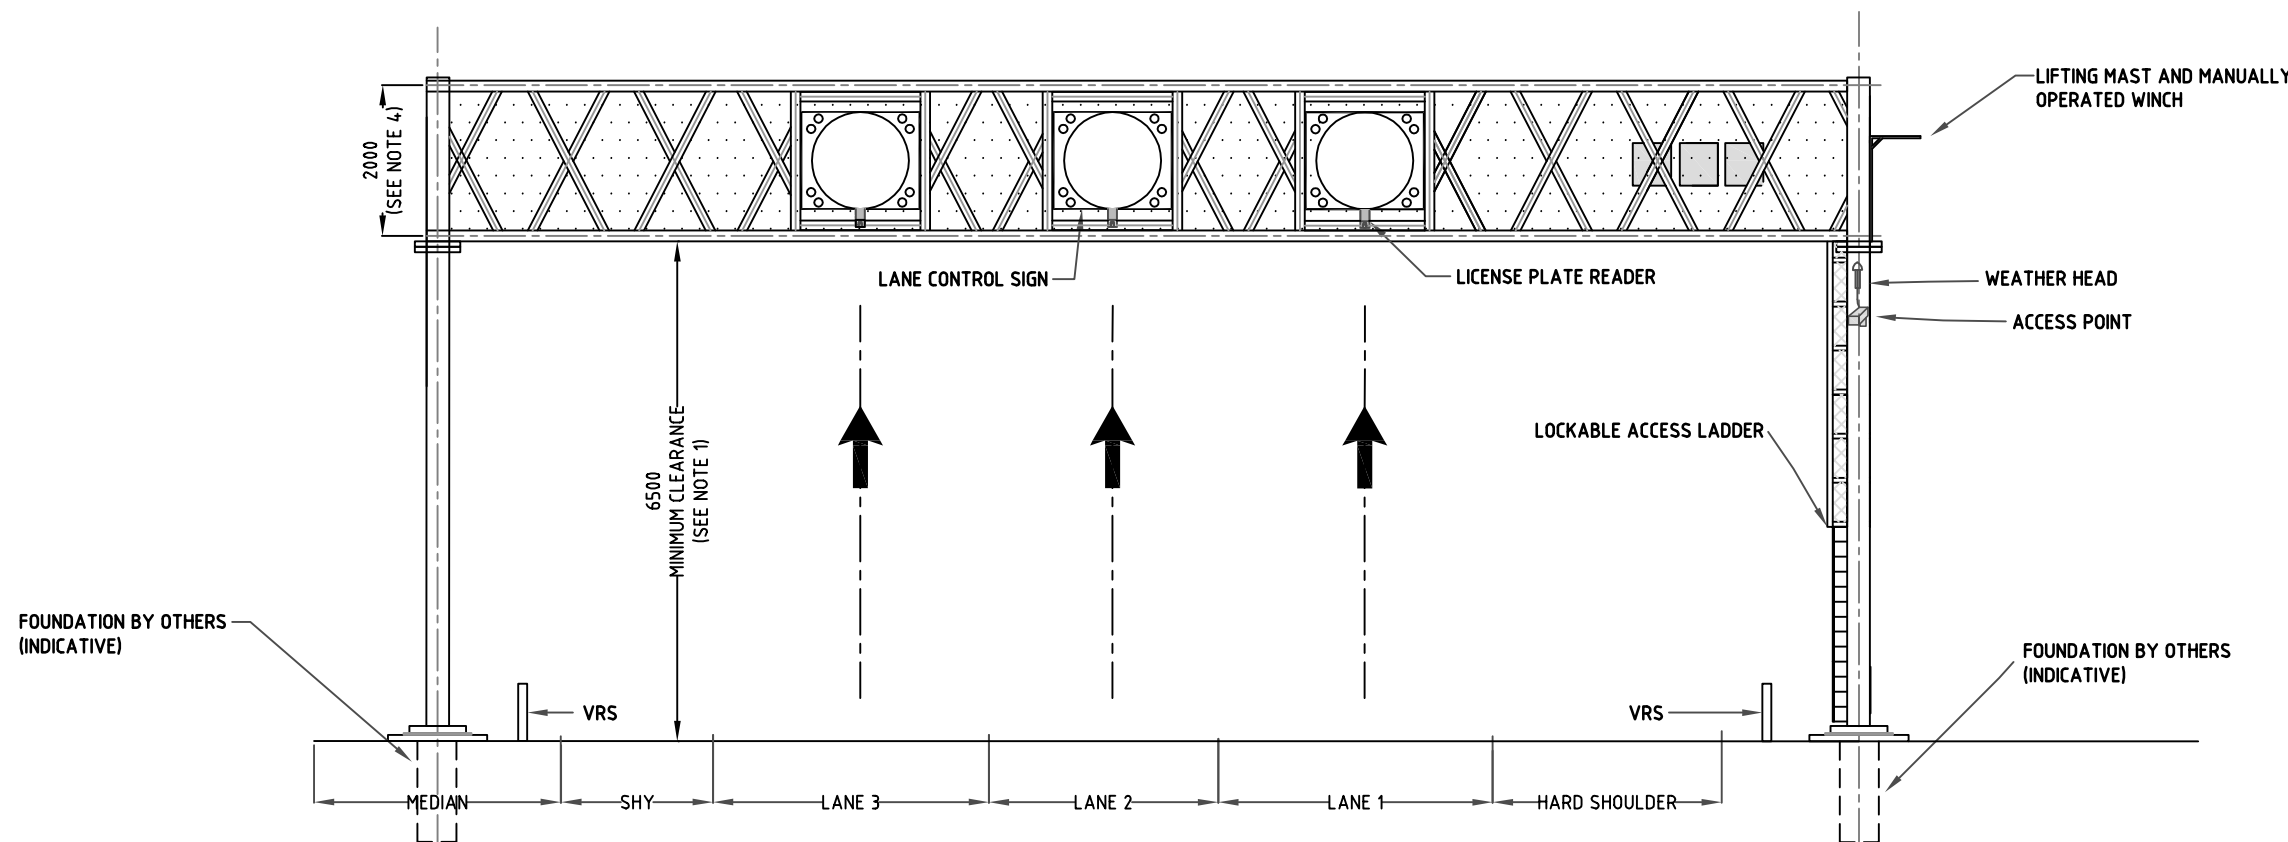 LIFTING MAST AND MANUALLY
OPERATED WINCH
2000
(SEE NOTE 4)
LANE CONTROL SIGN
LICENSE PLATE READER
WEATHER HEAD
ACCESS POINT
LOCKABLE ACCESS LADDER
6500
MINIMUM CLEARANCE
(SEE NOTE 1)
FOUNDATION BY OTHERS
(INDICATIVE)
FOUNDATION BY OTHERS
(INDICATIVE)
VRS
VRS
MEDIAN
SHY
LANE 3
LANE 2
LANE 1
HARD SHOULDER